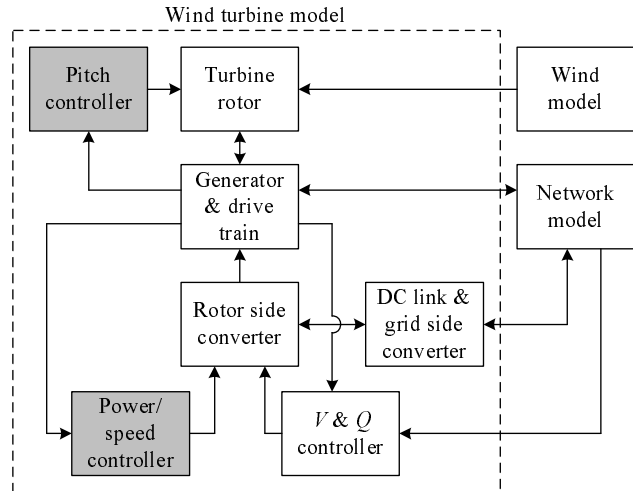 Wind turbine model
Pitch
controller
Turbine
rotor
Wind
model
Generator
& drive
train
Network
model
Rotor side
converter
DC link &
grid side
converter
Power/
speed
controller
V & Q
controller